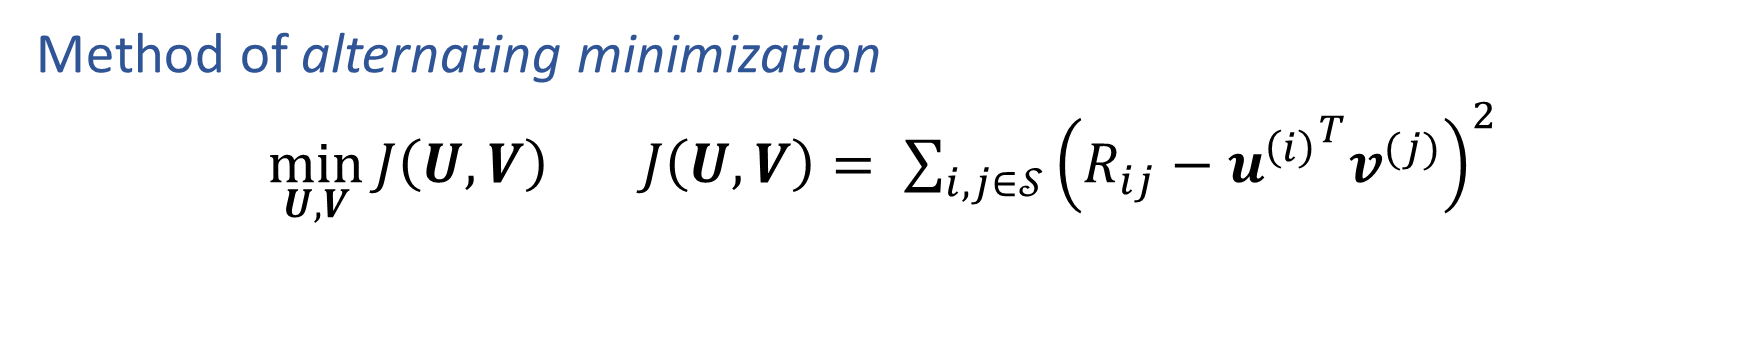 Method of alternating minimization
min_{U,V} J(U, V)    J(U, V) = ∑_{i,j∈𝒮} (R_{ij} − u^{(i)^T} v^{(j)})^2